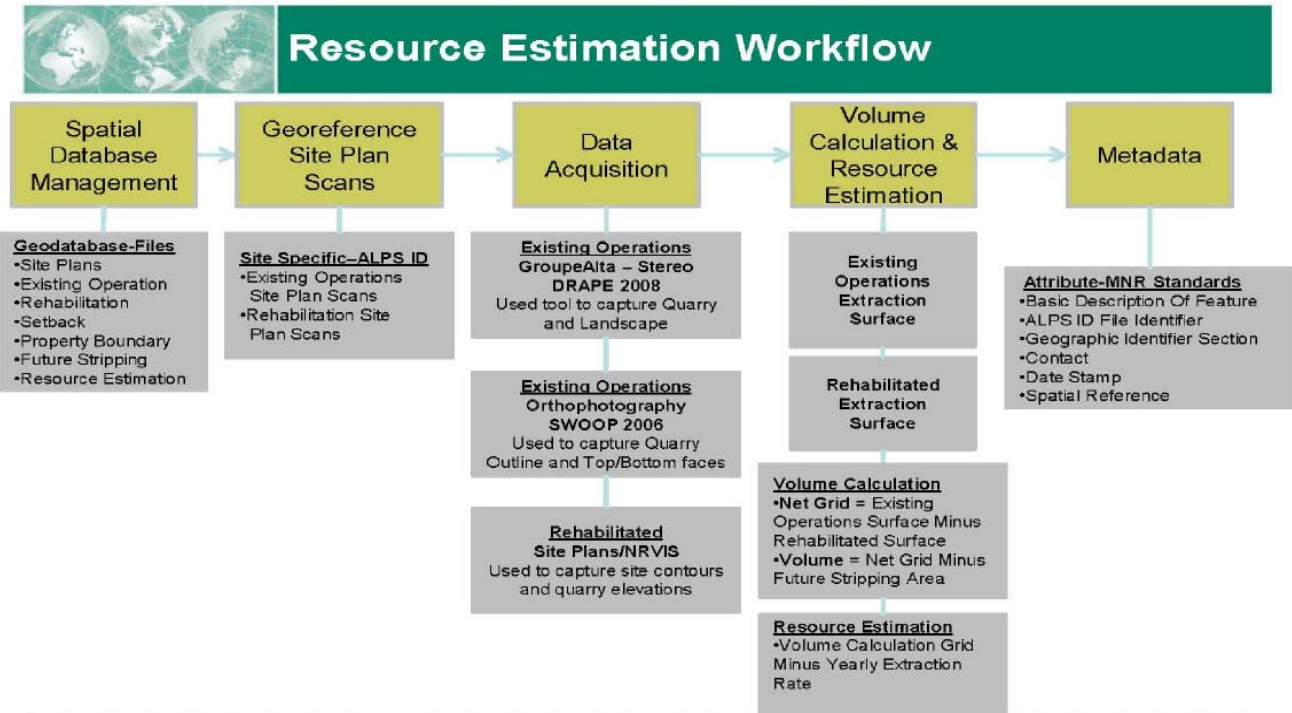 Resource Estimation Workflow
Spatial
Database
Management
Georeference
Site Plan
Scans
Data
Acquisition
Volume
Calculation &
Resource
Estimation
Metadata
Geodatabase-Files
•Site Plans
•Existing Operation
•Rehabilitation
•Setback
•Property Boundary
•Future Stripping
•Resource Estimation
Site Specific–ALPS ID
•Existing Operations
Site Plan Scans
•Rehabilitation Site
Plan Scans
Existing Operations
GroupeAlta – Stereo
DRAPE 2008
Used tool to capture Quarry
and Landscape
Existing Operations
Orthophotography
SWOOP 2006
Used to capture Quarry
Outline and Top/Bottom faces
Rehabilitated
Site Plans/NRVIS
Used to capture site contours
and quarry elevations
Existing
Operations
Extraction
Surface
Rehabilitated
Extraction
Surface
Volume Calculation
•Net Grid = Existing
Operations Surface Minus
Rehabilitated Surface
•Volume = Net Grid Minus
Future Stripping Area
Resource Estimation
•Volume Calculation Grid
Minus Yearly Extraction
Rate
Attribute-MNR Standards
•Basic Description Of Feature
•ALPS ID File Identifier
•Geographic Identifier Section
•Contact
•Date Stamp
•Spatial Reference